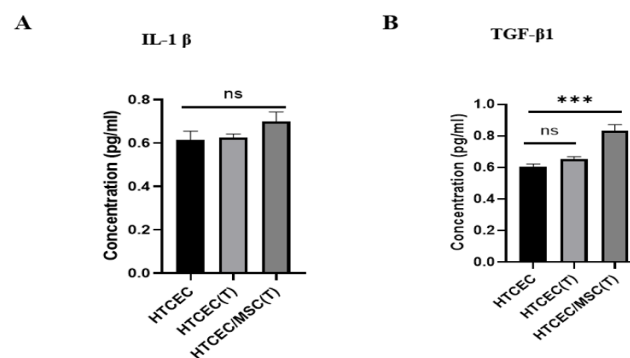 A
IL-1 β
Concentration (pg/ml)
0.8
0.6
0.4
0.2
0.0
ns
HTCEC
HTCEC(T)
HTCEC/MSC(T)
B
TGF-β1
Concentration (pg/ml)
1.0
0.8
0.6
0.4
0.2
0.0
***
ns
HTCEC
HTCEC(T)
HTCEC/MSC(T)